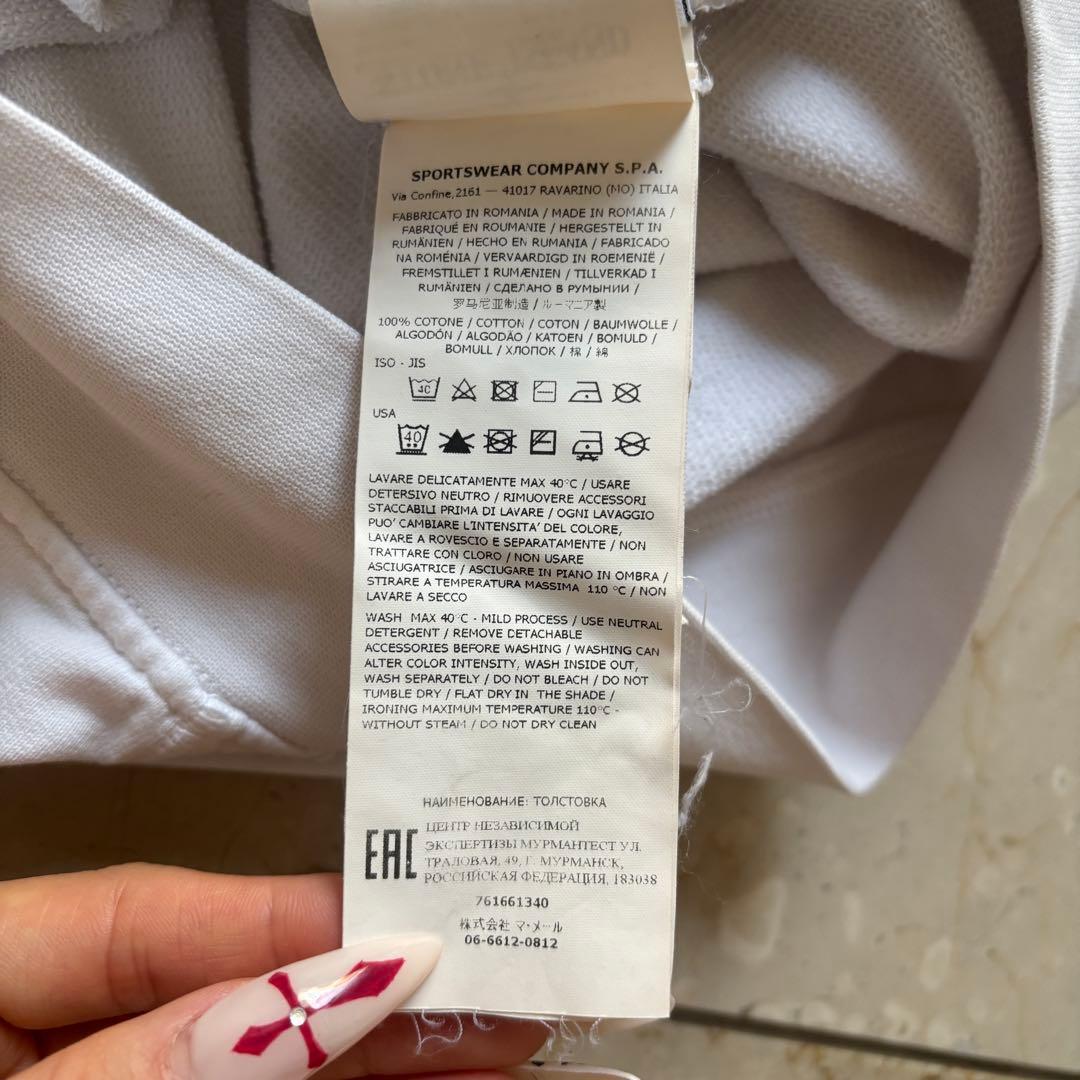 SPORTSWEAR COMPANY S.P.A.
Via Confine,2161 — 41017 RAVARINO (MO) ITALIA
FABBRICATO IN ROMANIA / MADE IN ROMANIA /
FABRIQUÉ EN ROUMANIE / HERGESTELLT IN
RUMÄNIEN / HECHO EN RUMANIA / FABRICADO
NA ROMÉNIA / VERVAARDIGD IN ROEMENIË /
FREMSTILLET I RUMÆNIEN / TILLVERKAD I
RUMÄNIEN / СДЕЛАНО В РУМЫНИИ /
罗马尼亚制造 / ルーマニア製
100% COTONE / COTTON / COTON / BAUMWOLLE /
ALGODÓN / ALGODÃO / KATOEN / BOMULD /
BOMULL / ХЛОПОК / 棉 / 綿
ISO - JIS
40
USA
40
LAVARE DELICATAMENTE MAX 40°C / USARE
DETERSIVO NEUTRO / RIMUOVERE ACCESSORI
STACCABILI PRIMA DI LAVARE / OGNI LAVAGGIO
PUO' CAMBIARE L'INTENSITA' DEL COLORE,
LAVARE A ROVESCIO E SEPARATAMENTE / NON
TRATTARE CON CLORO / NON USARE
ASCIUGATRICE / ASCIUGARE IN PIANO IN OMBRA /
STIRARE A TEMPERATURA MASSIMA 110 °C / NON
LAVARE A SECCO
WASH MAX 40°C - MILD PROCESS / USE NEUTRAL
DETERGENT / REMOVE DETACHABLE
ACCESSORIES BEFORE WASHING / WASHING CAN
ALTER COLOR INTENSITY, WASH INSIDE OUT,
WASH SEPARATELY / DO NOT BLEACH / DO NOT
TUMBLE DRY / FLAT DRY IN THE SHADE /
IRONING MAXIMUM TEMPERATURE 110°C -
WITHOUT STEAM / DO NOT DRY CLEAN
НАИМЕНОВАНИЕ: ТОЛСТОВКА
EAC
ЦЕНТР НЕЗАВИСИМОЙ
ЭКСПЕРТИЗЫ МУРМАНТЕСТ УЛ.
ТРАЛОВАЯ, 49, Г. МУРМАНСК,
РОССИЙСКАЯ ФЕДЕРАЦИЯ, 183038
761661340
株式会社 マ・メール
06-6612-0812